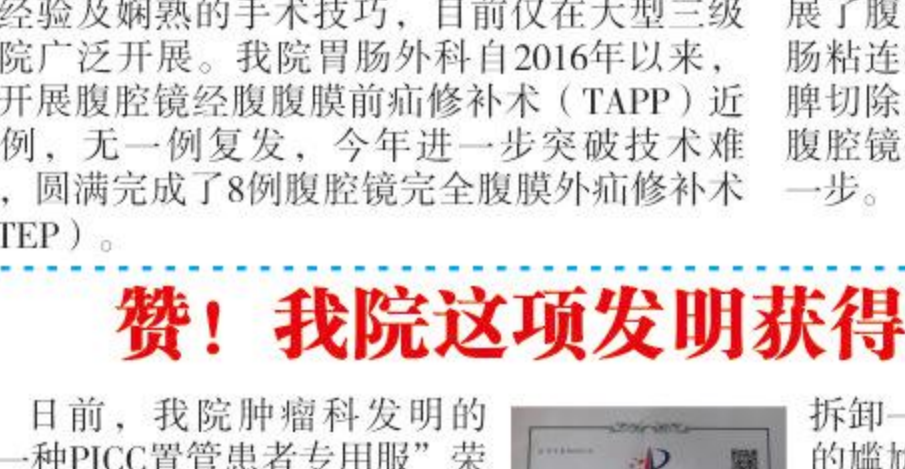 经验及娴熟的手术技巧，目前仅在大型三级
院广泛开展。我院胃肠外科自2016年以来，
开展腹腔镜经腹腹膜前疝修补术（TAPP）近
例，无一例复发，今年进一步突破技术难
，圆满完成了8例腹腔镜完全腹膜外疝修补术
TEP）。
展了腹
肠粘连
脾切除
腹腔镜
一步。
赞！我院这项发明获得
日前，我院肿瘤科发明的
一种PICC置管患者专用服”荣
拆卸一
的尴尬